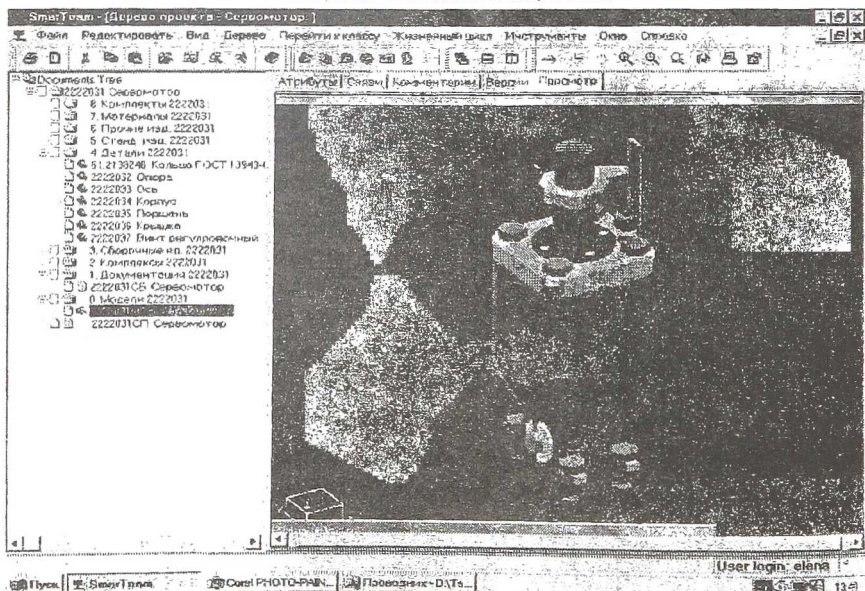 SmarTeam - [Дерево проекта - Сервомотор. ]
Файл Редактировать Вид Дерево Перейти к классу Жизненный цикл Инструменты Окно Справка
Documents Tree
2222031 Сервомотор
8. Комплекты 2222031
7. Материалы 2222031
6. Прочие изд. 2222031
5. Станд. изд. 2222031
4. Детали 2222031
Кольцо ГОСТ
2222032 Опора
2222033 Ось
2222034 Корпус
2222035 Поршень
2222036 Крышка
2222037 Винт регулировочный
3. Сборочные ед. 2222031
2. Комплексы 2222031
1. Документация 2222031
2222031СБ Сервомотор
0. Модели 2222031
2222031СП Сервомотор
Атрибуты Связи Комментарии Версии Просмотр
User login: elena
Пуск SmarTeam Corel PHOTO-PAIN... Проводник - D:\Ts...